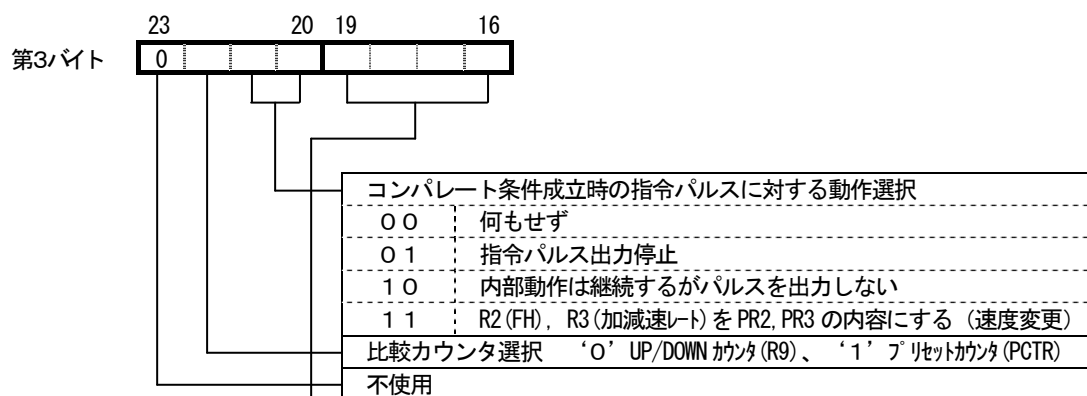 23 20 19 16
第3バイト 0
コンパレート条件成立時の指令パルスに対する動作選択
００ 何もせず
０１ 指令パルス出力停止
１０ 内部動作は継続するがパルスを出力しない
１１ R2(FH), R3(加減速ﾚｰﾄ)をPR2,PR3の内容にする（速度変更）
比較カウンタ選択 ‘０’UP/DOWNｶｳﾝﾀ(R9)、‘１’ﾌﾟﾘｾｯﾄｶｳﾝﾀ(PCTR)
不使用